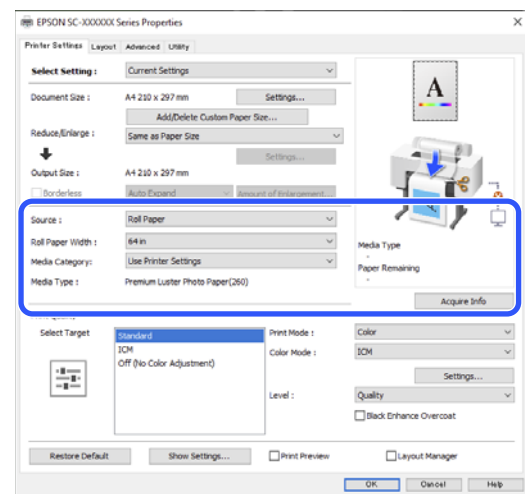 EPSON SC-XXXXXX Series Properties
Printer Settings Layout Advanced Utility
Select Setting : Current Settings
Document Size : A4 210 x 297 mm Settings...
Add/Delete Custom Paper Size...
Reduce/Enlarge : Same as Paper Size
Settings...
Output Size : A4 210 x 297 mm
Borderless Auto Expand Amount of Enlargement...
A
Source : Roll Paper
Roll Paper Width : 64 in
Media Category: Use Printer Settings
Media Type : Premium Luster Photo Paper(260)
Media Type
-
Paper Remaining
-
Acquire Info
Select Target
Standard
ICM
Off (No Color Adjustment)
Print Mode : Color
Color Mode : ICM
Settings...
Level : Quality
Black Enhance Overcoat
Restore Default Show Settings... Print Preview Layout Manager
OK Cancel Help